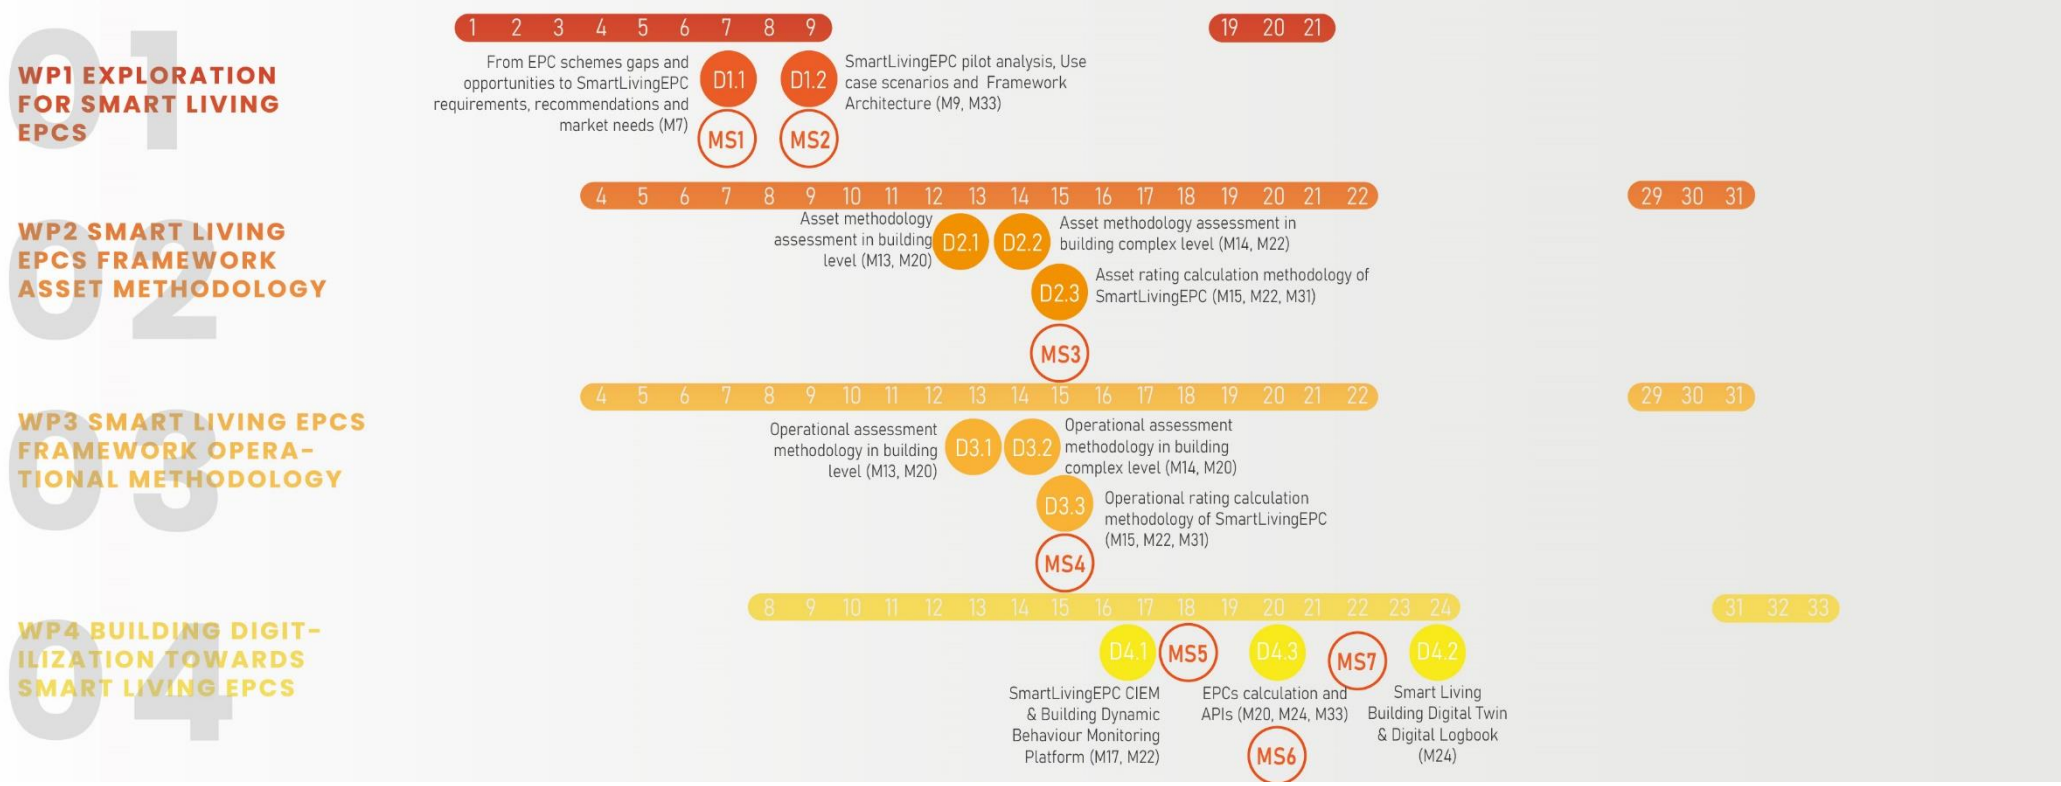 01
WP1 EXPLORATION
FOR SMART LIVING
EPCS
1 2 3 4 5 6 7 8 9
19 20 21
From EPC schemes gaps and
opportunities to SmartLivingEPC
requirements, recommendations and
market needs (M7)
D1.1
MS1
D1.2
MS2
SmartLivingEPC pilot analysis, Use
case scenarios and Framework
Architecture (M9, M33)
02
WP2 SMART LIVING
EPCS FRAMEWORK
ASSET METHODOLOGY
4 5 6 7 8 9 10 11 12 13 14 15 16 17 18 19 20 21 22
29 30 31
Asset methodology
assessment in building
level (M13, M20)
D2.1
D2.2
Asset methodology assessment in
building complex level (M14, M22)
D2.3
Asset rating calculation methodology of
SmartLivingEPC (M15, M22, M31)
MS3
03
WP3 SMART LIVING EPCS
FRAMEWORK OPERA-
TIONAL METHODOLOGY
4 5 6 7 8 9 10 11 12 13 14 15 16 17 18 19 20 21 22
29 30 31
Operational assessment
methodology in building
level (M13, M20)
D3.1
D3.2
Operational assessment
methodology in building
complex level (M14, M20)
D3.3
Operational rating calculation
methodology of SmartLivingEPC
(M15, M22, M31)
MS4
04
WP4 BUILDING DIGIT-
ILIZATION TOWARDS
SMART LIVING EPCS
8 9 10 11 12 13 14 15 16 17 18 19 20 21 22 23 24
31 32 33
D4.1
MS5
D4.3
MS7
D4.2
SmartLivingEPC CIEM
& Building Dynamic
Behaviour Monitoring
Platform (M17, M22)
EPCs calculation and
APIs (M20, M24, M33)
MS6
Smart Living
Building Digital Twin
& Digital Logbook
(M24)